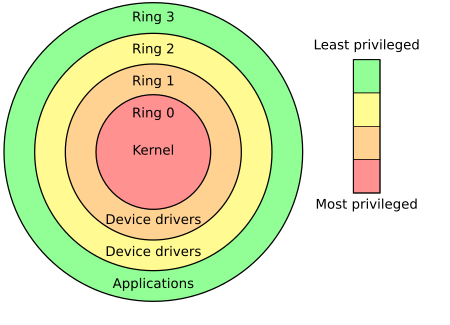 Ring 3
Ring 2
Ring 1
Ring 0
Kernel
Device drivers
Device drivers
Applications
Least privileged
Most privileged